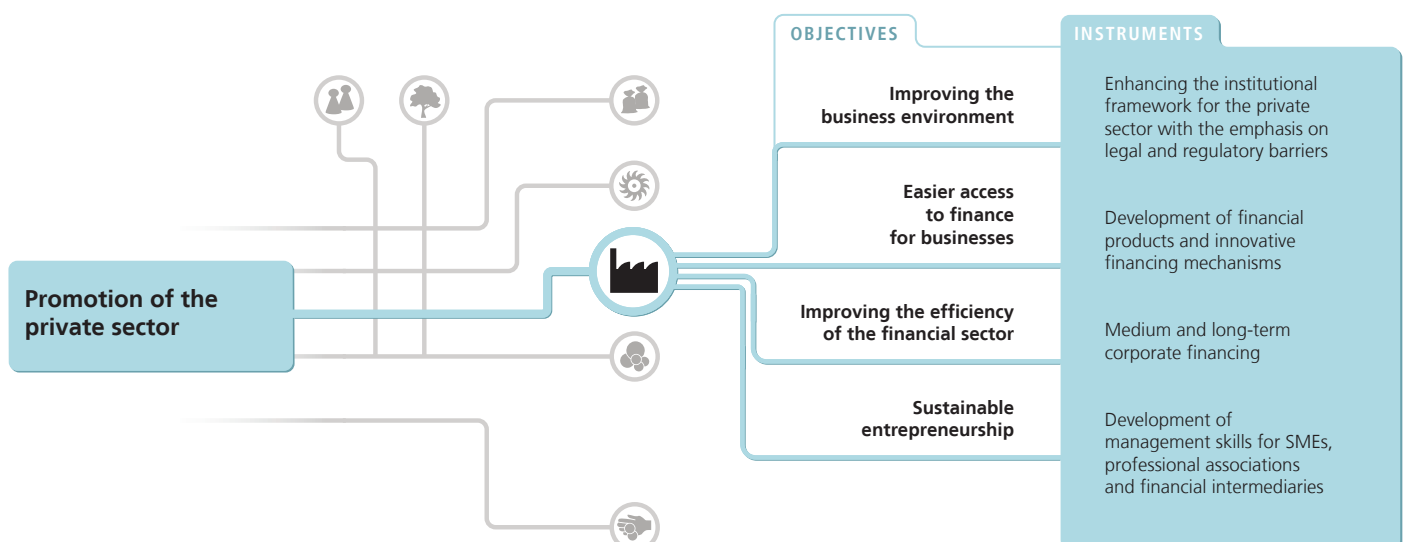 OBJECTIVES
INSTRUMENTS
Promotion of the
private sector
Improving the
business environment
Easier access
to finance
for businesses
Improving the efficiency
of the financial sector
Sustainable
entrepreneurship
Enhancing the institutional
framework for the private
sector with the emphasis on
legal and regulatory barriers
Development of financial
products and innovative
financing mechanisms
Medium and long-term
corporate financing
Development of
management skills for SMEs,
professional associations
and financial intermediaries